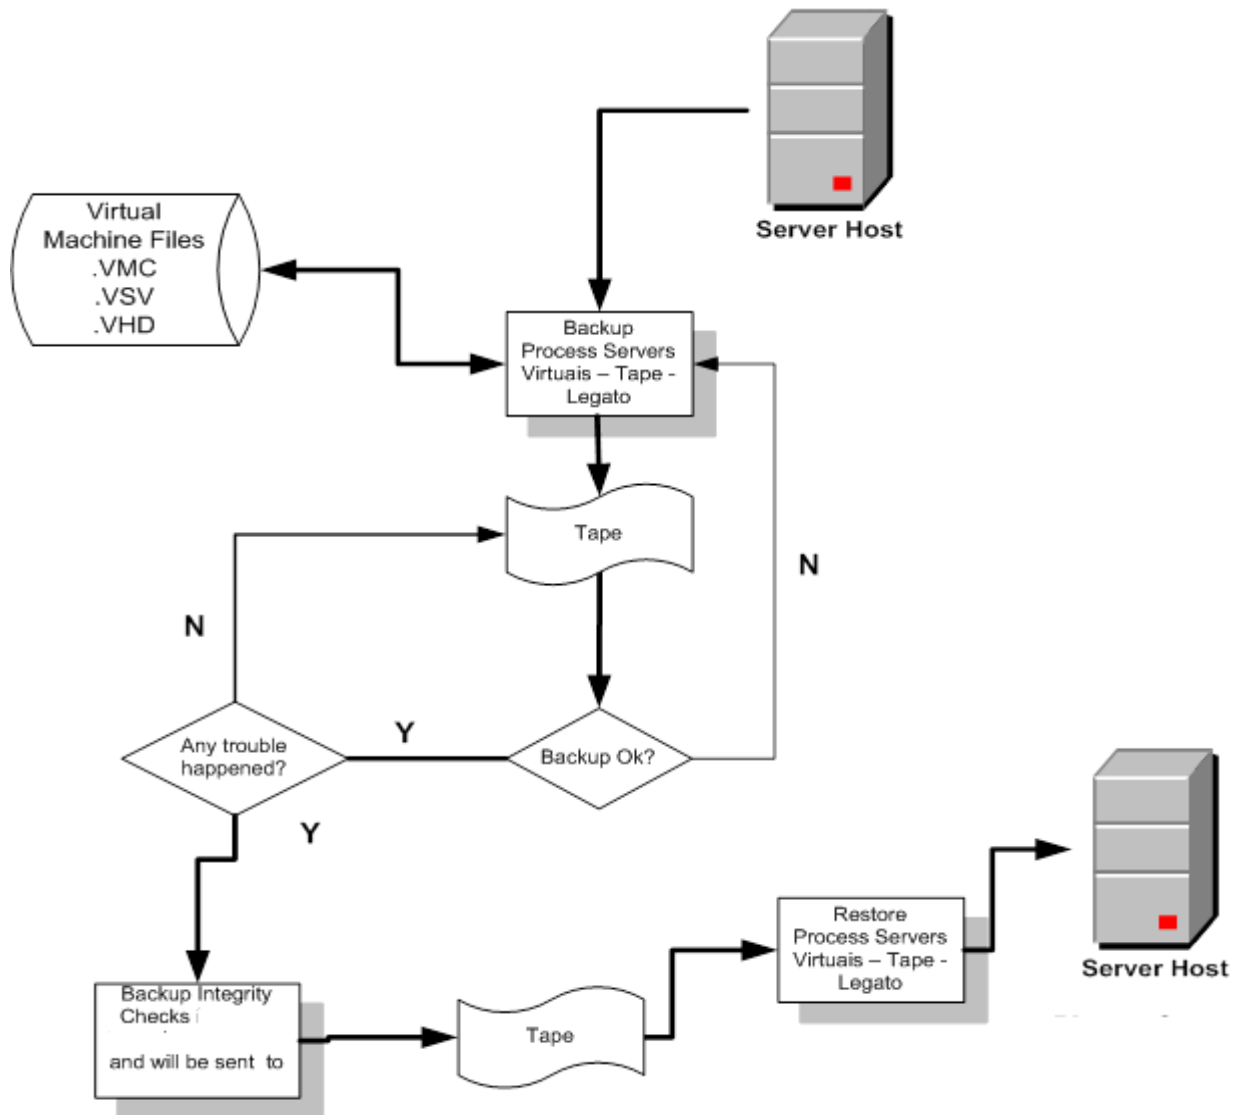 Server Host
Virtual
Machine Files
.VMC
.VSV
.VHD
Backup
Process Servers
Virtuais – Tape -
Legato
Tape
N
N
Any trouble
happened?
Y
Backup Ok?
Y
Restore
Process Servers
Virtuais – Tape -
Legato
Server Host
Backup Integrity
Checks
and will be sent to
Tape